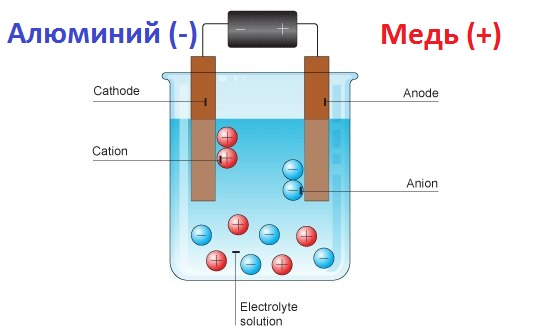 Алюминий (-)
Медь (+)
− +
Cathode
Anode
Cation
Anion
Electrolyte
solution